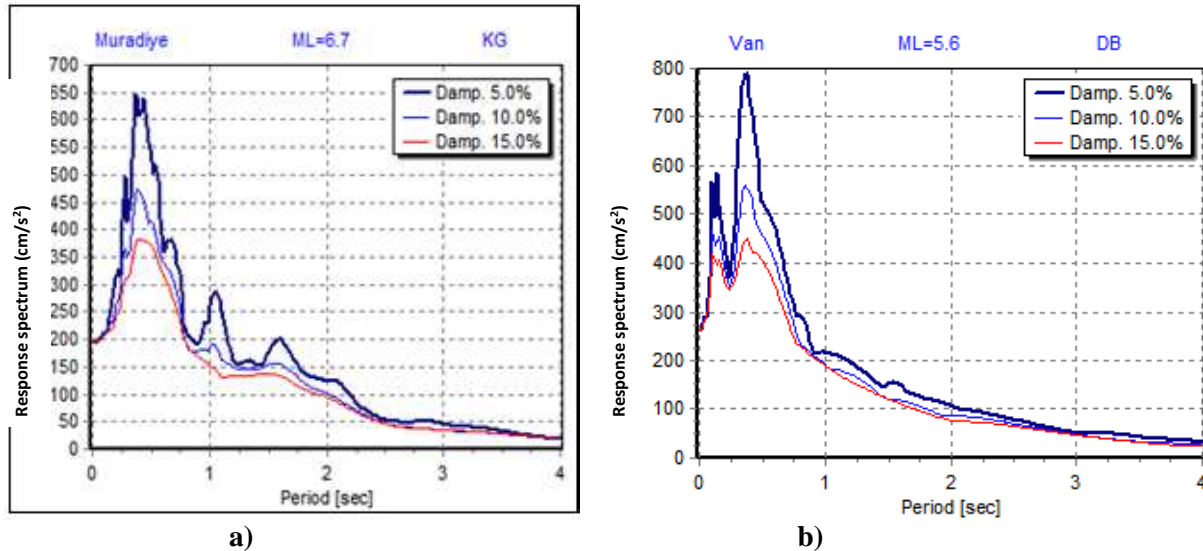 Muradiye ML=6.7 KG
Response spectrum (cm/s²)
700
650
600
550
500
450
400
350
300
250
200
150
100
50
0
Damp. 5.0%
Damp. 10.0%
Damp. 15.0%
0 1 2 3 4
Period [sec]
a)
Van ML=5.6 DB
Response spectrum (cm/s²)
800
700
600
500
400
300
200
100
0
Damp. 5.0%
Damp. 10.0%
Damp. 15.0%
0 1 2 3 4
Period [sec]
b)